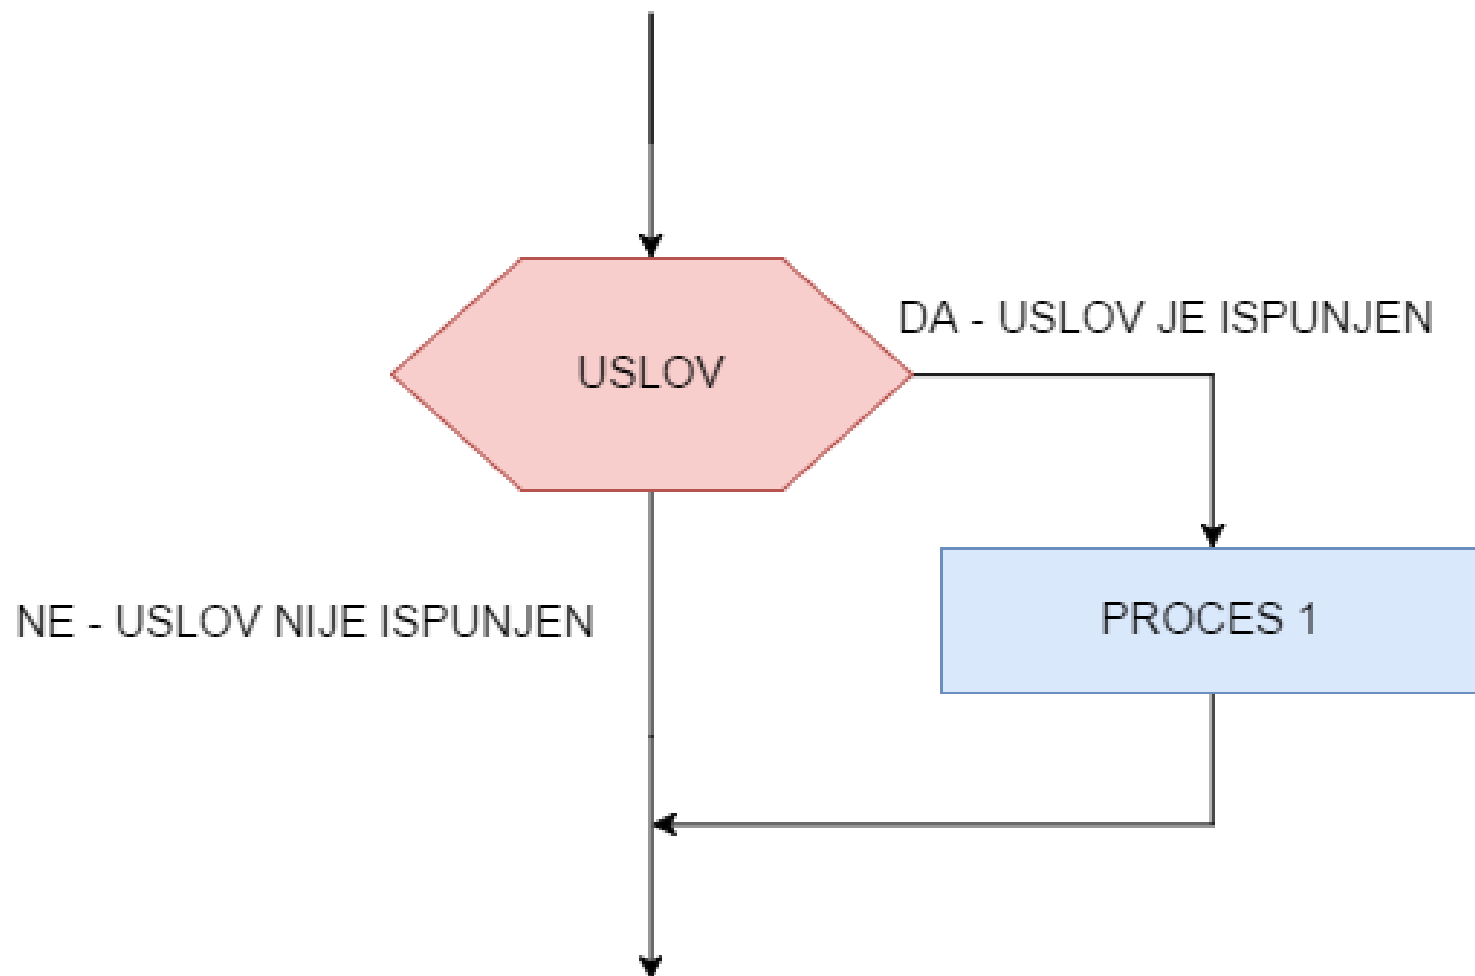 DA - USLOV JE ISPUNJEN
USLOV
NE - USLOV NIJE ISPUNJEN
PROCES 1